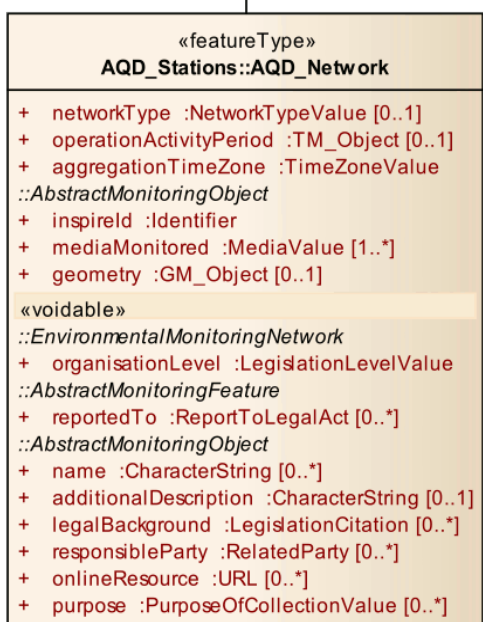 «featureType»
AQD_Stations::AQD_Network
+ networkType :NetworkTypeValue [0..1]
+ operationActivityPeriod :TM_Object [0..1]
+ aggregationTimeZone :TimeZoneValue
::AbstractMonitoringObject
+ inspireId :Identifier
+ mediaMonitored :MediaValue [1..*]
+ geometry :GM_Object [0..1]
«voidable»
::EnvironmentalMonitoringNetwork
+ organisationLevel :LegislationLevelValue
::AbstractMonitoringFeature
+ reportedTo :ReportToLegalAct [0..*]
::AbstractMonitoringObject
+ name :CharacterString [0..*]
+ additionalDescription :CharacterString [0..1]
+ legalBackground :LegislationCitation [0..*]
+ responsibleParty :RelatedParty [0..*]
+ onlineResource :URL [0..*]
+ purpose :PurposeOfCollectionValue [0..*]